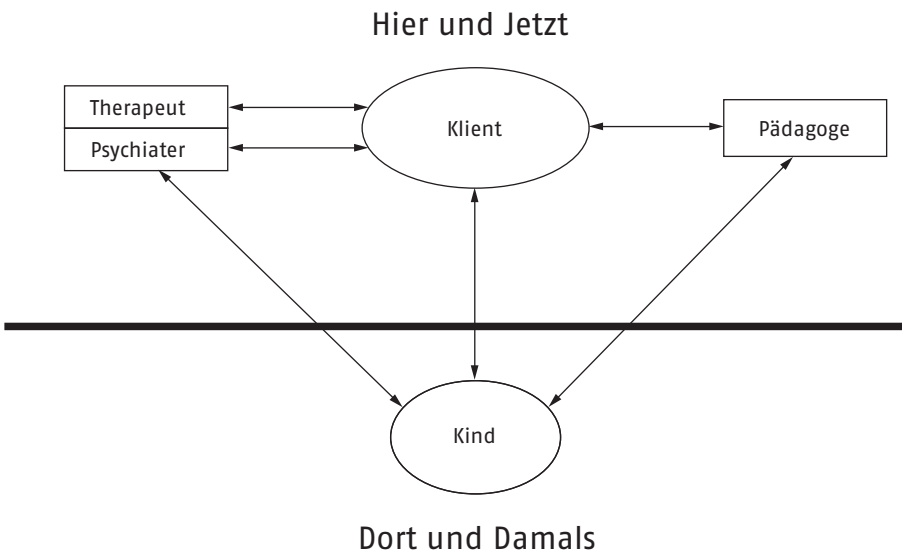 Hier und Jetzt
Therapeut
Psychiater
Klient
Pädagoge
Kind
Dort und Damals